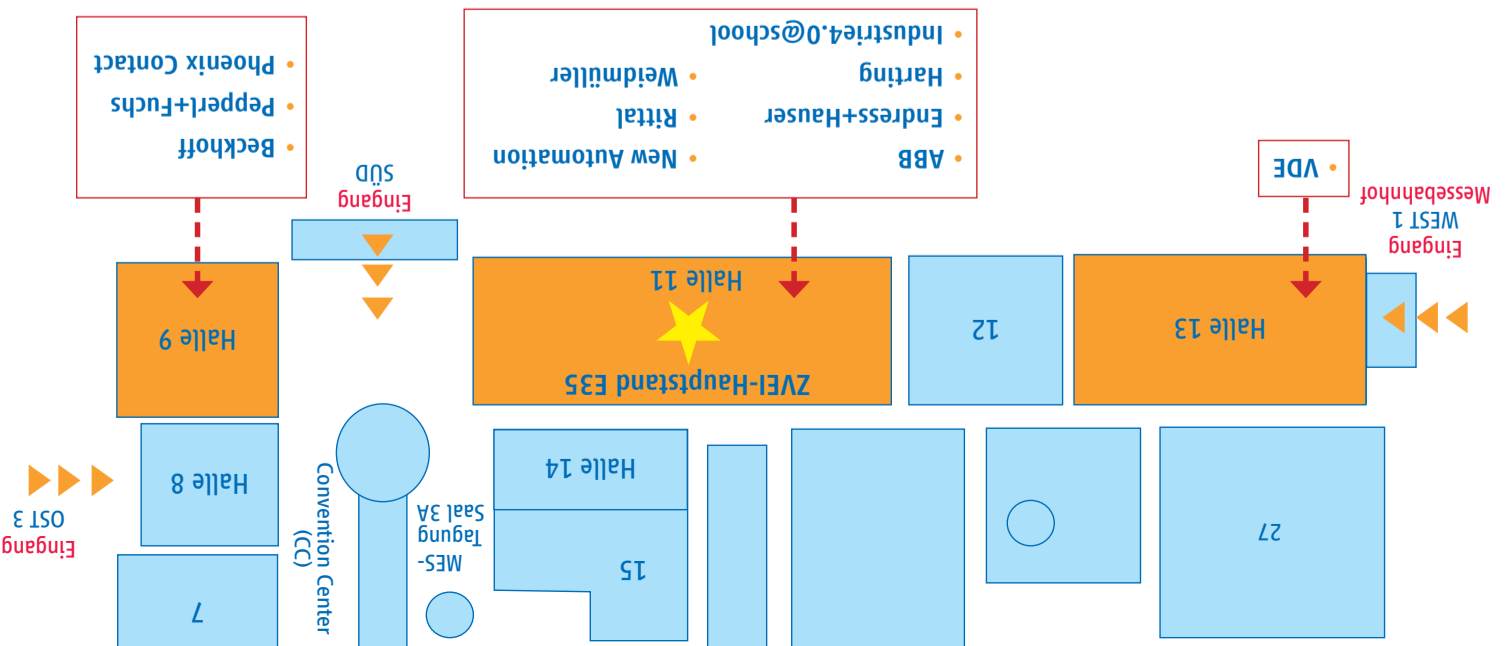 27
15
MES-
Tagung
Saal 3A
Convention Center
(CC)
7
Halle 14
Halle 8
Eingang
OST 3
Halle 13
12
ZVEI-Hauptstand E35
Halle 11
Halle 9
Eingang
WEST 1
Messebahnhof
Eingang
SÜD
• VDE
• ABB
• Endress+Hauser
• Harting
• Industrie4.0@school
• New Automation
• Rittal
• Weidmüller
• Beckhoff
• Pepperl+Fuchs
• Phoenix Contact